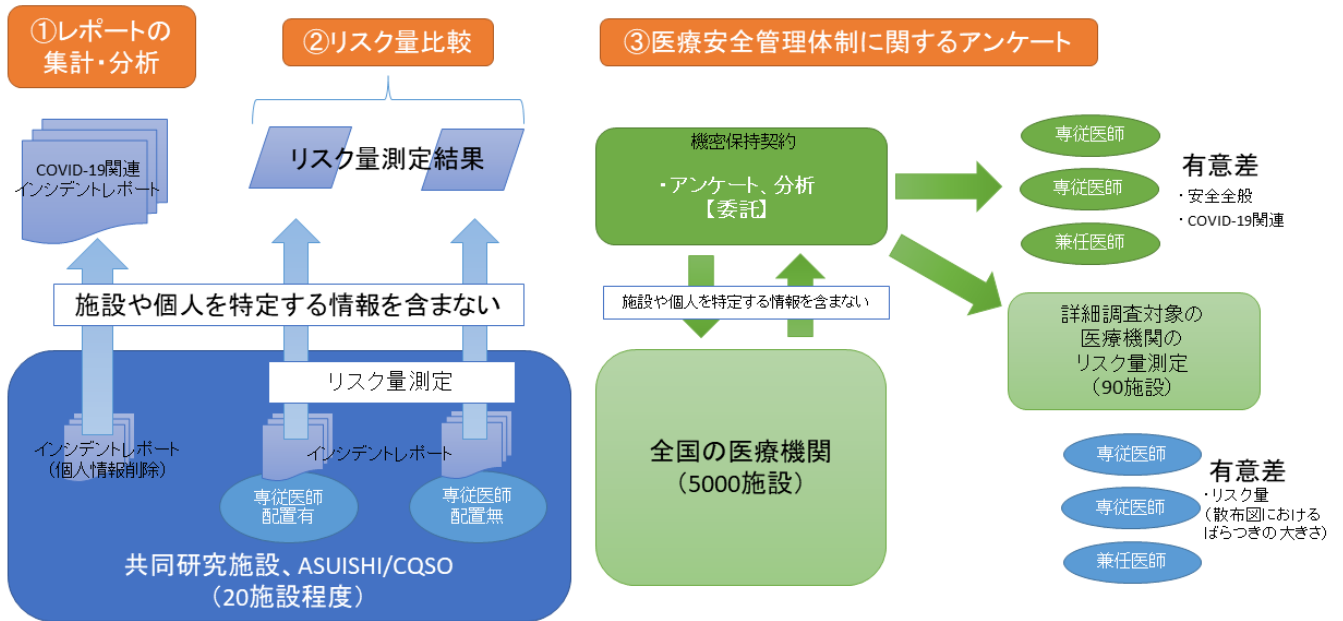 ①レポートの
集計・分析
COVID-19関連
インシデントレポート
②リスク量比較
リスク量測定結果
施設や個人を特定する情報を含まない
リスク量測定
インシデントレポート
（個人情報削除）
インシデントレポート
専従医師
配置有
専従医師
配置無
共同研究施設、ASUISHI/CQSO
（20施設程度）
③医療安全管理体制に関するアンケート
機密保持契約
・アンケート、分析
【委託】
施設や個人を特定する情報を含まない
全国の医療機関
（5000施設）
専従医師
専従医師
兼任医師
有意差
・安全全般
・COVID-19関連
詳細調査対象の
医療機関の
リスク量測定
（90施設）
専従医師
専従医師
兼任医師
有意差
・リスク量
（散布図における
ばらつきの大きさ）